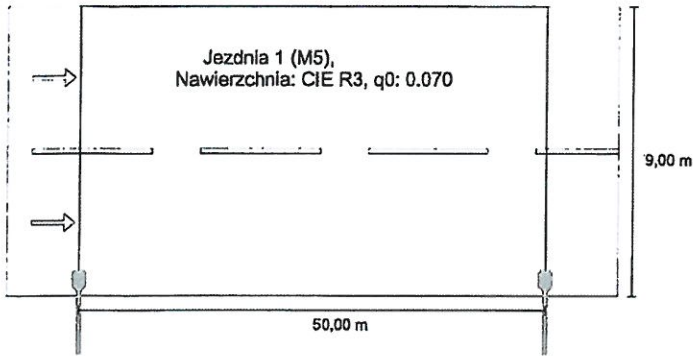 Jezdnia 1 (M5),
Nawierzchnia: CIE R3, q0: 0.070
9,00 m
50,00 m